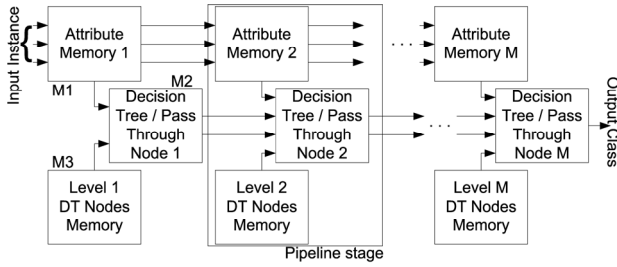 Input Instance
Attribute
Memory 1
Attribute
Memory 2
. . .
Attribute
Memory M
M1
M2
Decision
Tree / Pass
Through
Node 1
Decision
Tree / Pass
Through
Node 2
. . .
Decision
Tree / Pass
Through
Node M
Output Class
M3
Level 1
DT Nodes
Memory
Level 2
DT Nodes
Memory
Level M
DT Nodes
Memory
Pipeline stage